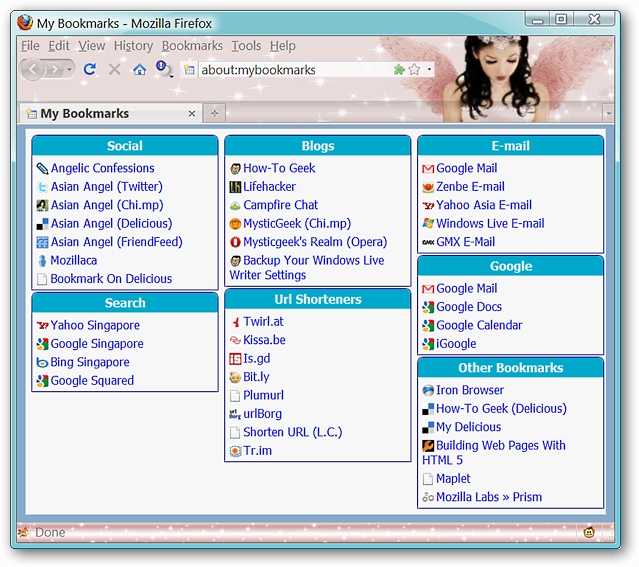 My Bookmarks - Mozilla Firefox
File Edit View History Bookmarks Tools Help
about:mybookmarks
My Bookmarks
Social
Angelic Confessions
Asian Angel (Twitter)
Asian Angel (Chi.mp)
Asian Angel (Delicious)
Asian Angel (FriendFeed)
Mozillaca
Bookmark On Delicious
Search
Yahoo Singapore
Google Singapore
Bing Singapore
Google Squared
Blogs
How-To Geek
Lifehacker
Campfire Chat
MysticGeek (Chi.mp)
Mysticgeek's Realm (Opera)
Backup Your Windows Live
Writer Settings
Url Shorteners
Twirl.at
Kissa.be
Is.gd
Bit.ly
Plumurl
urlBorg
Shorten URL (L.C.)
Tr.im
E-mail
Google Mail
Zenbe E-mail
Yahoo Asia E-mail
Windows Live E-mail
GMX E-Mail
Google
Google Mail
Google Docs
Google Calendar
iGoogle
Other Bookmarks
Iron Browser
How-To Geek (Delicious)
My Delicious
Building Web Pages With
HTML 5
Maplet
Mozilla Labs » Prism
Done